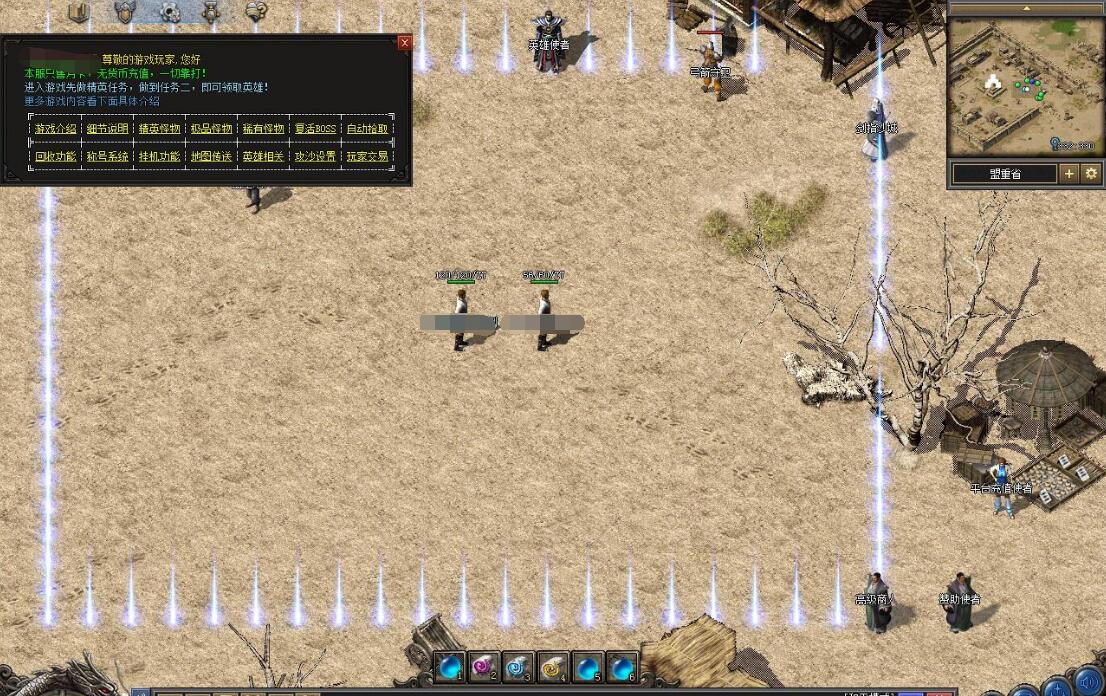 尊敬的游戏玩家,您好
本服只售月卡,无货币充值,一切靠打!
进入游戏先做精英任务,做到任务二,即可领取英雄!
更多游戏内容看下面具体介绍
游戏介绍 细节说明 精英怪物 极品怪物 稀有怪物 复活BOSS 自动拾取
回收功能 称号系统 挂机功能 地图传送 英雄相关 攻沙设置 玩家交易
英雄使者
弓箭守卫
盟重省
平台充值使者
高级商人
赞助使者
1 2 3 4 5 6